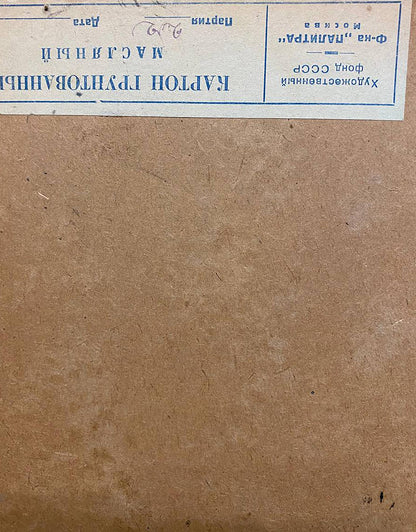 Художественный
фонд СССР
Ф-ка „ПАЛИТРА"
Москва
КАРТОН ГРУНТОВАННЫ
МАСЛЯНЫЙ
Партия
Дата